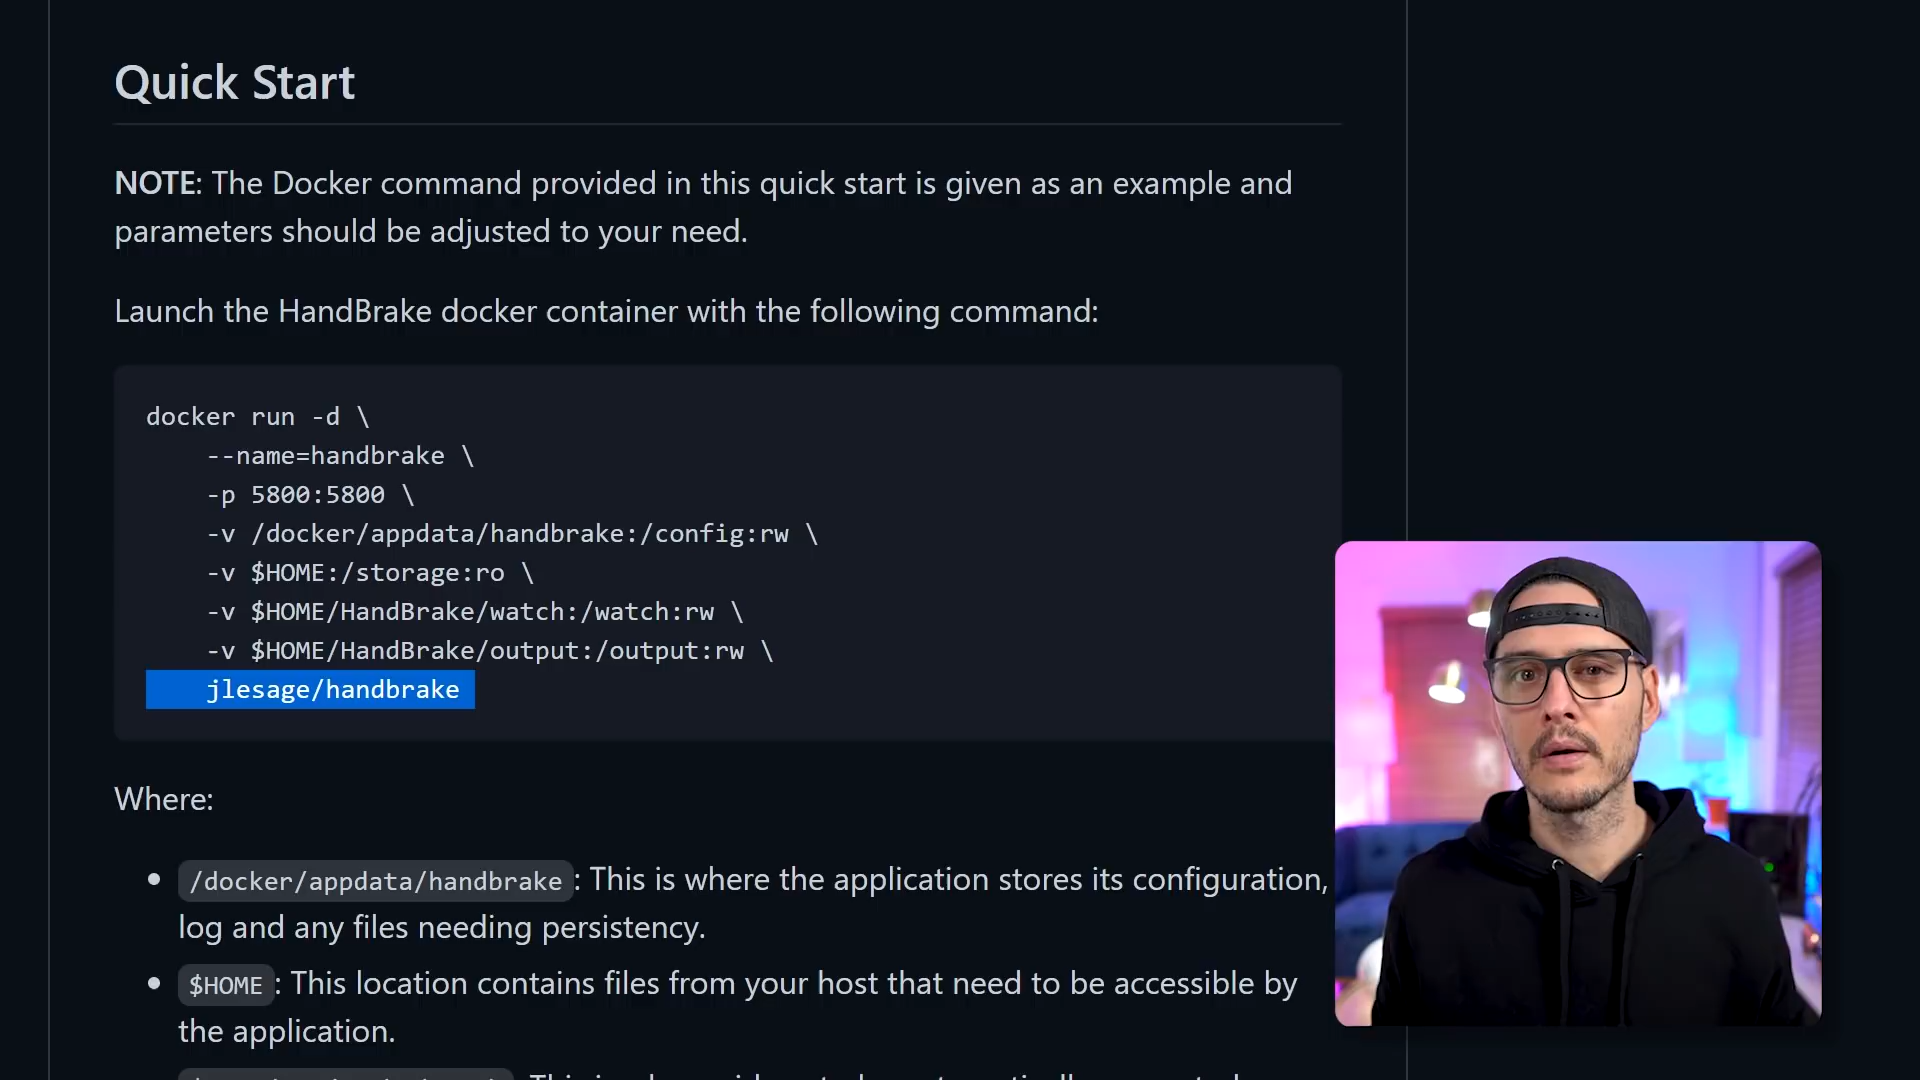 Quick Start
NOTE: The Docker command provided in this quick start is given as an example and
parameters should be adjusted to your need.
Launch the HandBrake docker container with the following command:
docker run -d \
    --name=handbrake \
    -p 5800:5800 \
    -v /docker/appdata/handbrake:/config:rw \
    -v $HOME:/storage:ro \
    -v $HOME/HandBrake/watch:/watch:rw \
    -v $HOME/HandBrake/output:/output:rw \
    jlesage/handbrake
Where:
• /docker/appdata/handbrake: This is where the application stores its configuration,
log and any files needing persistency.
• $HOME: This location contains files from your host that need to be accessible by
the application.